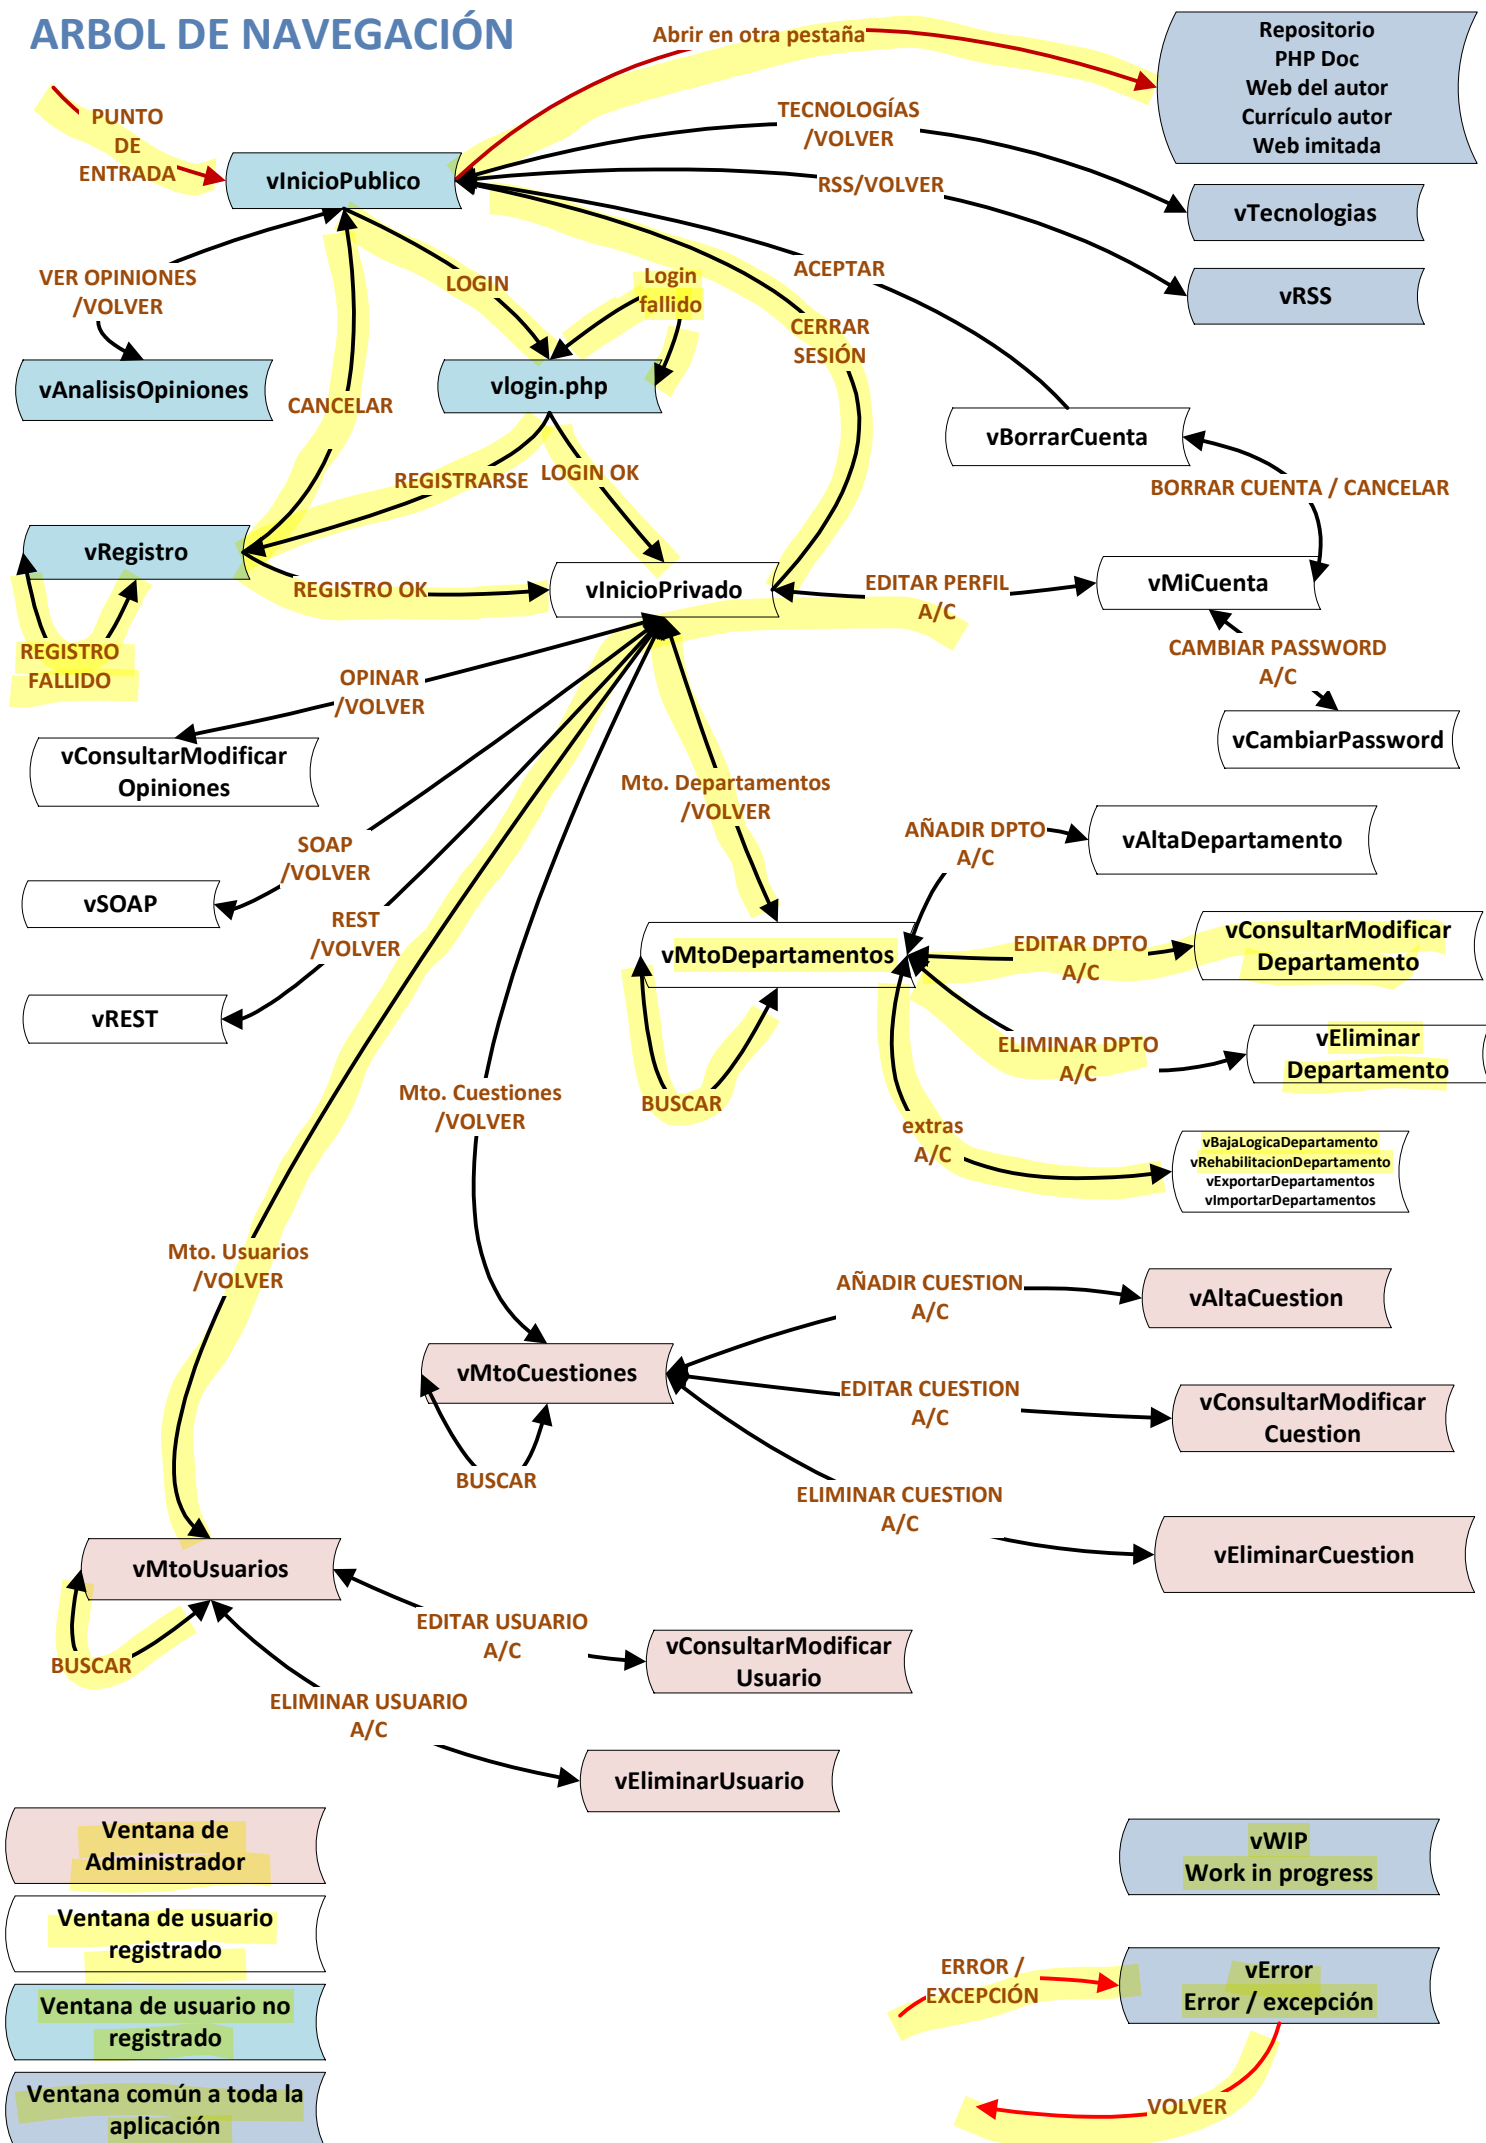 ARBOL DE NAVEGACIÓN
Abrir en otra pestaña
Repositorio
PHP Doc
Web del autor
Currículo autor
Web imitada
PUNTO
DE
ENTRADA
TECNOLOGÍAS
/VOLVER
vInicioPublico
RSS/VOLVER
vTecnologias
VER OPINIONES
/VOLVER
LOGIN
Login
fallido
ACEPTAR
vRSS
CERRAR
SESIÓN
vAnalisisOpiniones
vlogin.php
CANCELAR
vBorrarCuenta
REGISTRARSE
LOGIN OK
BORRAR CUENTA / CANCELAR
vRegistro
REGISTRO OK
vInicioPrivado
EDITAR PERFIL
A/C
vMiCuenta
REGISTRO
FALLIDO
OPINAR
/VOLVER
CAMBIAR PASSWORD
A/C
vConsultarModificar
Opiniones
vCambiarPassword
Mto. Departamentos
/VOLVER
SOAP
/VOLVER
AÑADIR DPTO
A/C
vAltaDepartamento
vSOAP
REST
/VOLVER
vMtoDepartamentos
EDITAR DPTO
A/C
vConsultarModificar
Departamento
vREST
ELIMINAR DPTO
A/C
vEliminar
Departamento
Mto. Cuestiones
/VOLVER
BUSCAR
extras
A/C
vBajaLogicaDepartamento
vRehabilitacionDepartamento
vExportarDepartamentos
vImportarDepartamentos
Mto. Usuarios
/VOLVER
AÑADIR CUESTION
A/C
vAltaCuestion
vMtoCuestiones
EDITAR CUESTION
A/C
vConsultarModificar
Cuestion
BUSCAR
ELIMINAR CUESTION
A/C
vEliminarCuestion
vMtoUsuarios
EDITAR USUARIO
A/C
vConsultarModificar
Usuario
BUSCAR
ELIMINAR USUARIO
A/C
vEliminarUsuario
Ventana de
Administrador
vWIP
Work in progress
Ventana de usuario
registrado
ERROR /
EXCEPCIÓN
vError
Error / excepción
Ventana de usuario no
registrado
Ventana común a toda la
aplicación
VOLVER